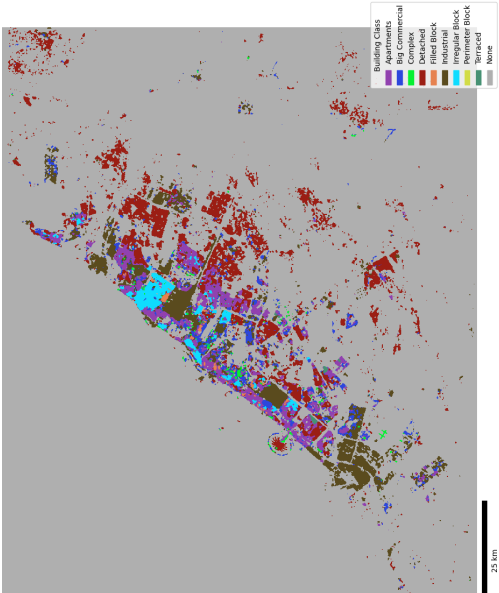 Building Class
Apartments
Big Commercial
Complex
Detached
Filled Block
Industrial
Irregular Block
Perimeter Block
Terraced
None
25 km